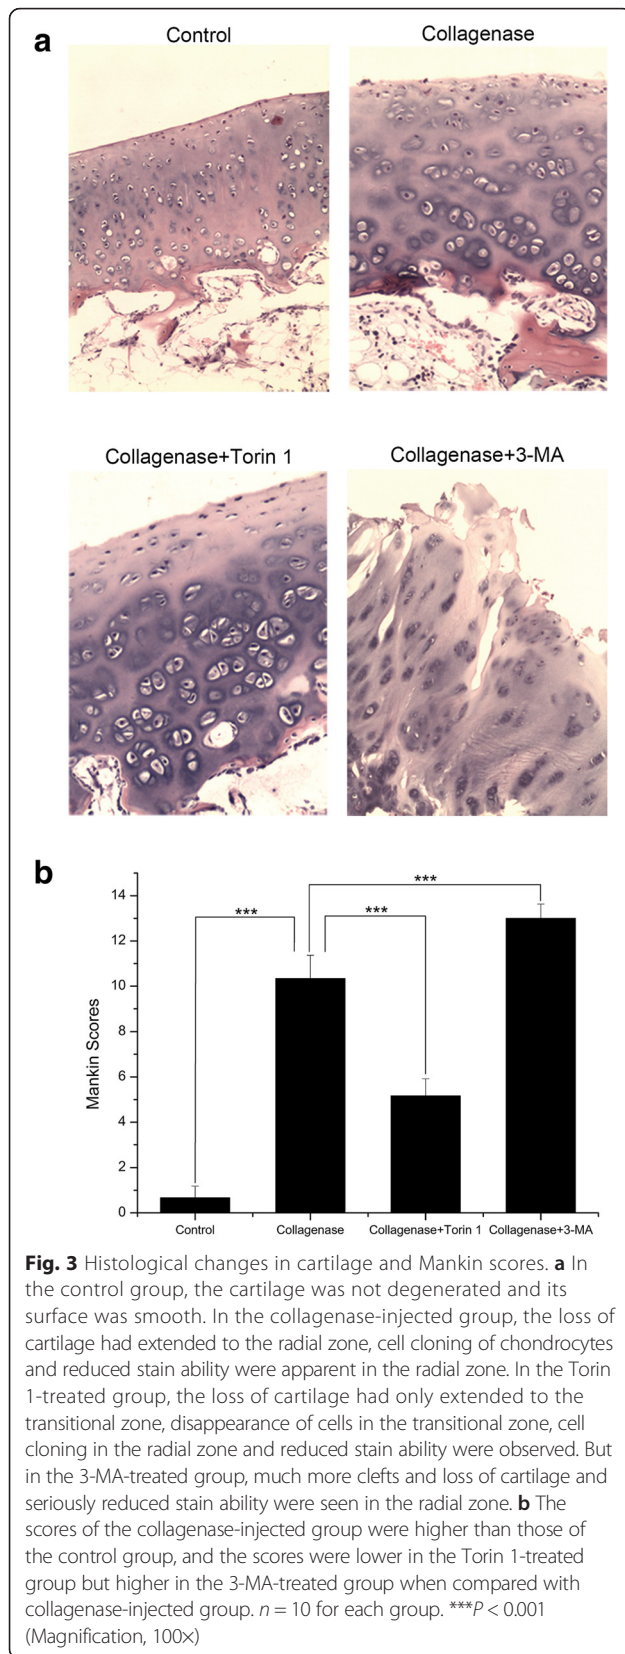 a
Control
Collagenase
Collagenase+Torin 1
Collagenase+3-MA
b
***
***
***
Mankin Scores
14
12
10
8
6
4
2
0
Control
Collagenase
Collagenase+Torin 1
Collagenase+3-MA
Fig. 3 Histological changes in cartilage and Mankin scores. a In
the control group, the cartilage was not degenerated and its
surface was smooth. In the collagenase-injected group, the loss of
cartilage had extended to the radial zone, cell cloning of chondrocytes
and reduced stain ability were apparent in the radial zone. In the Torin
1-treated group, the loss of cartilage had only extended to the
transitional zone, disappearance of cells in the transitional zone, cell
cloning in the radial zone and reduced stain ability were observed. But
in the 3-MA-treated group, much more clefts and loss of cartilage and
seriously reduced stain ability were seen in the radial zone. b The
scores of the collagenase-injected group were higher than those of
the control group, and the scores were lower in the Torin 1-treated
group but higher in the 3-MA-treated group when compared with
collagenase-injected group. n = 10 for each group. ***P < 0.001
(Magnification, 100×)